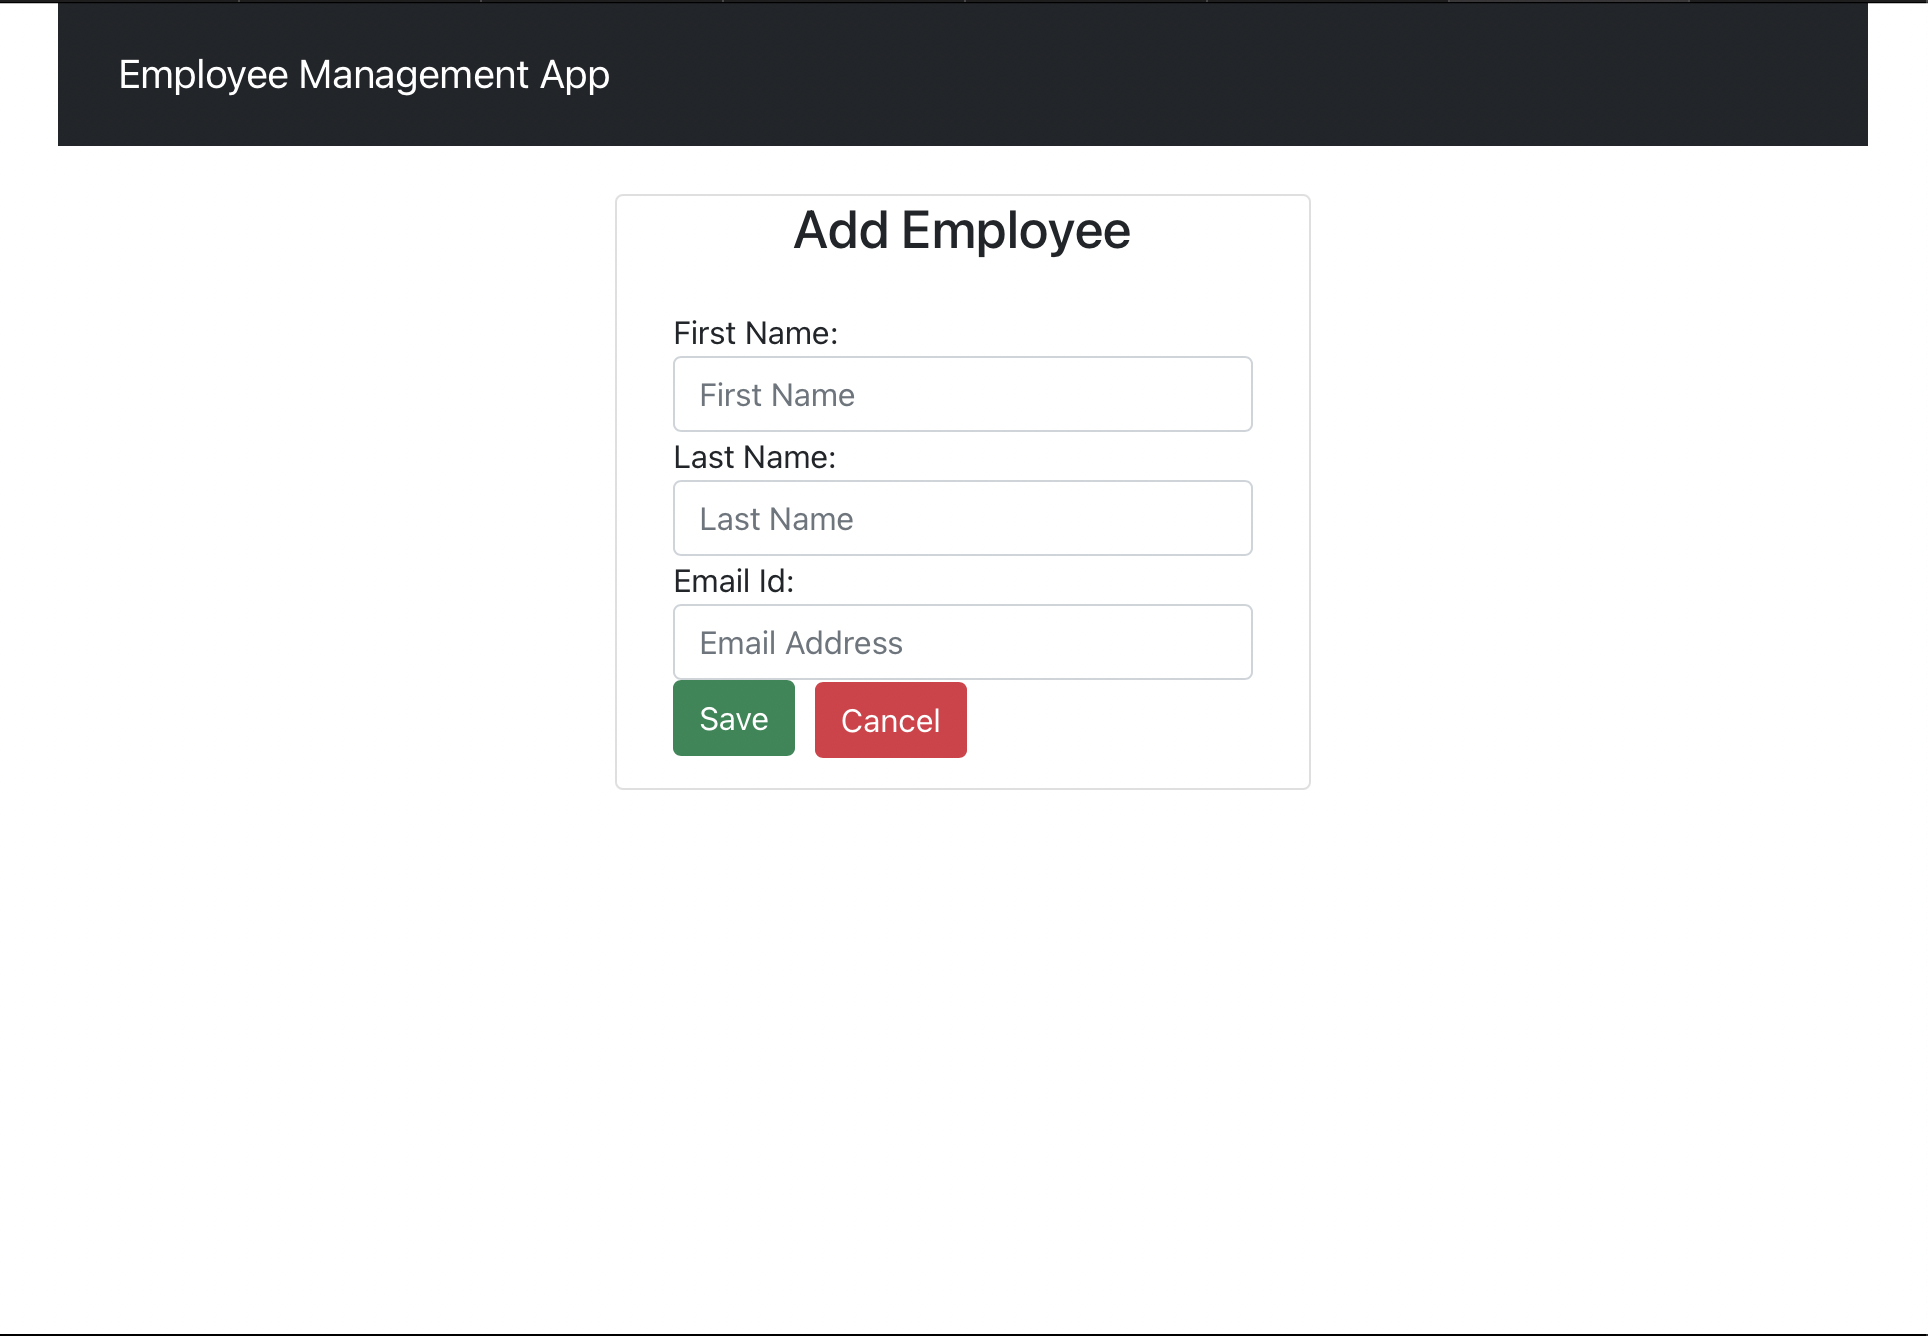 Employee Management App
Add Employee
First Name:
First Name
Last Name:
Last Name
Email Id:
Email Address
Save Cancel